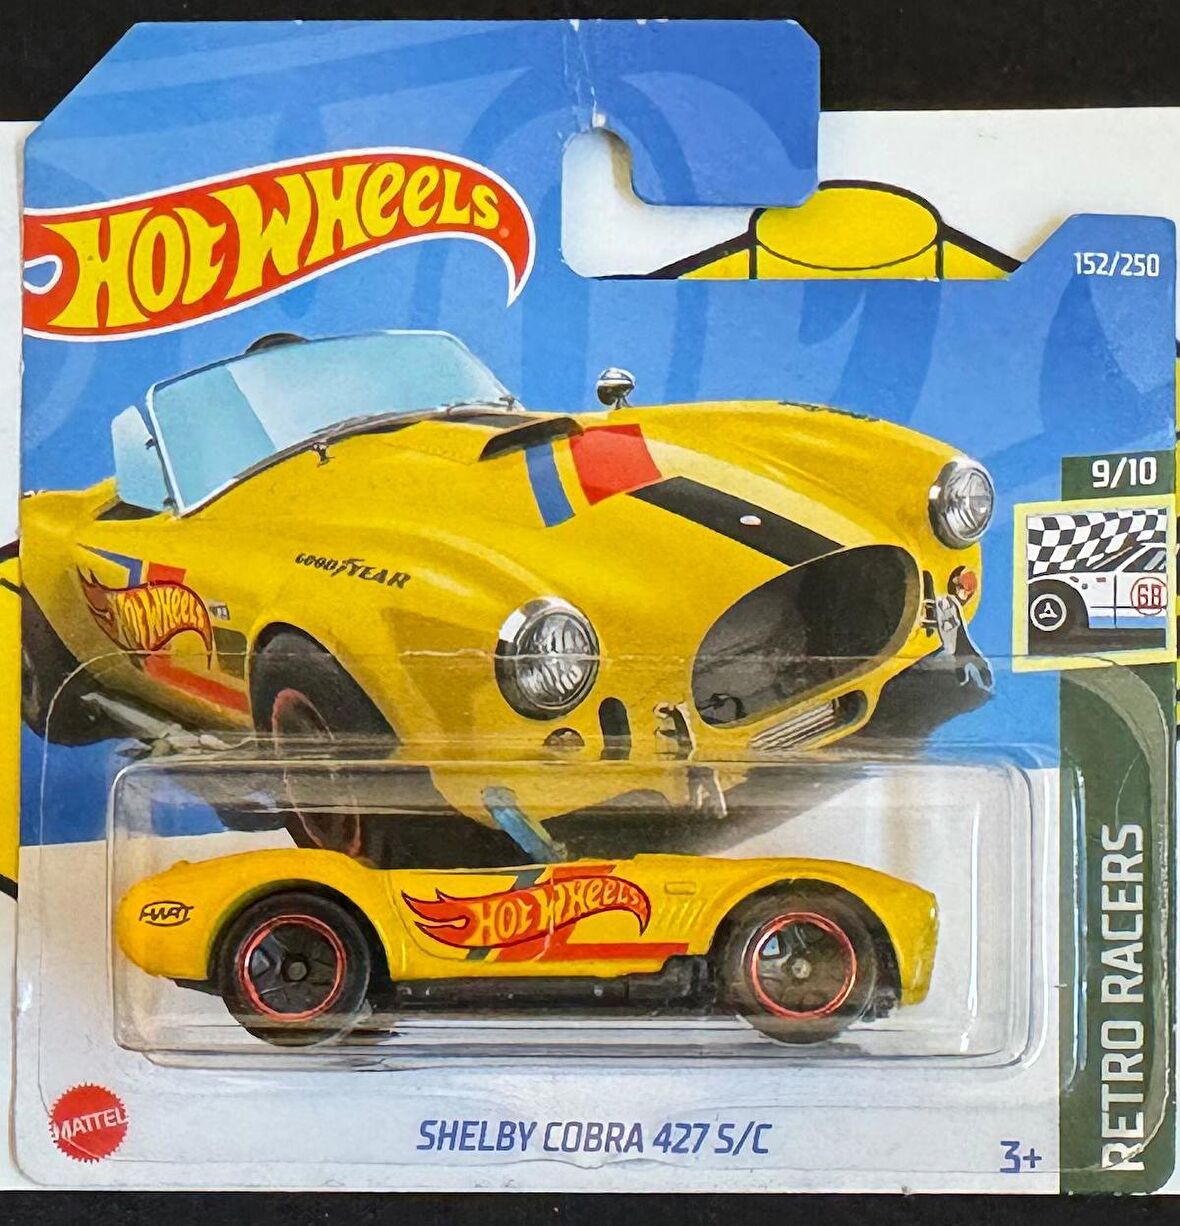 HOT WHEELS
152/250
9/10
68
GOODYEAR
HOT WHEELS
HOT WHEELS
RETRO RACERS
MATTEL
SHELBY COBRA 427 S/C
3+